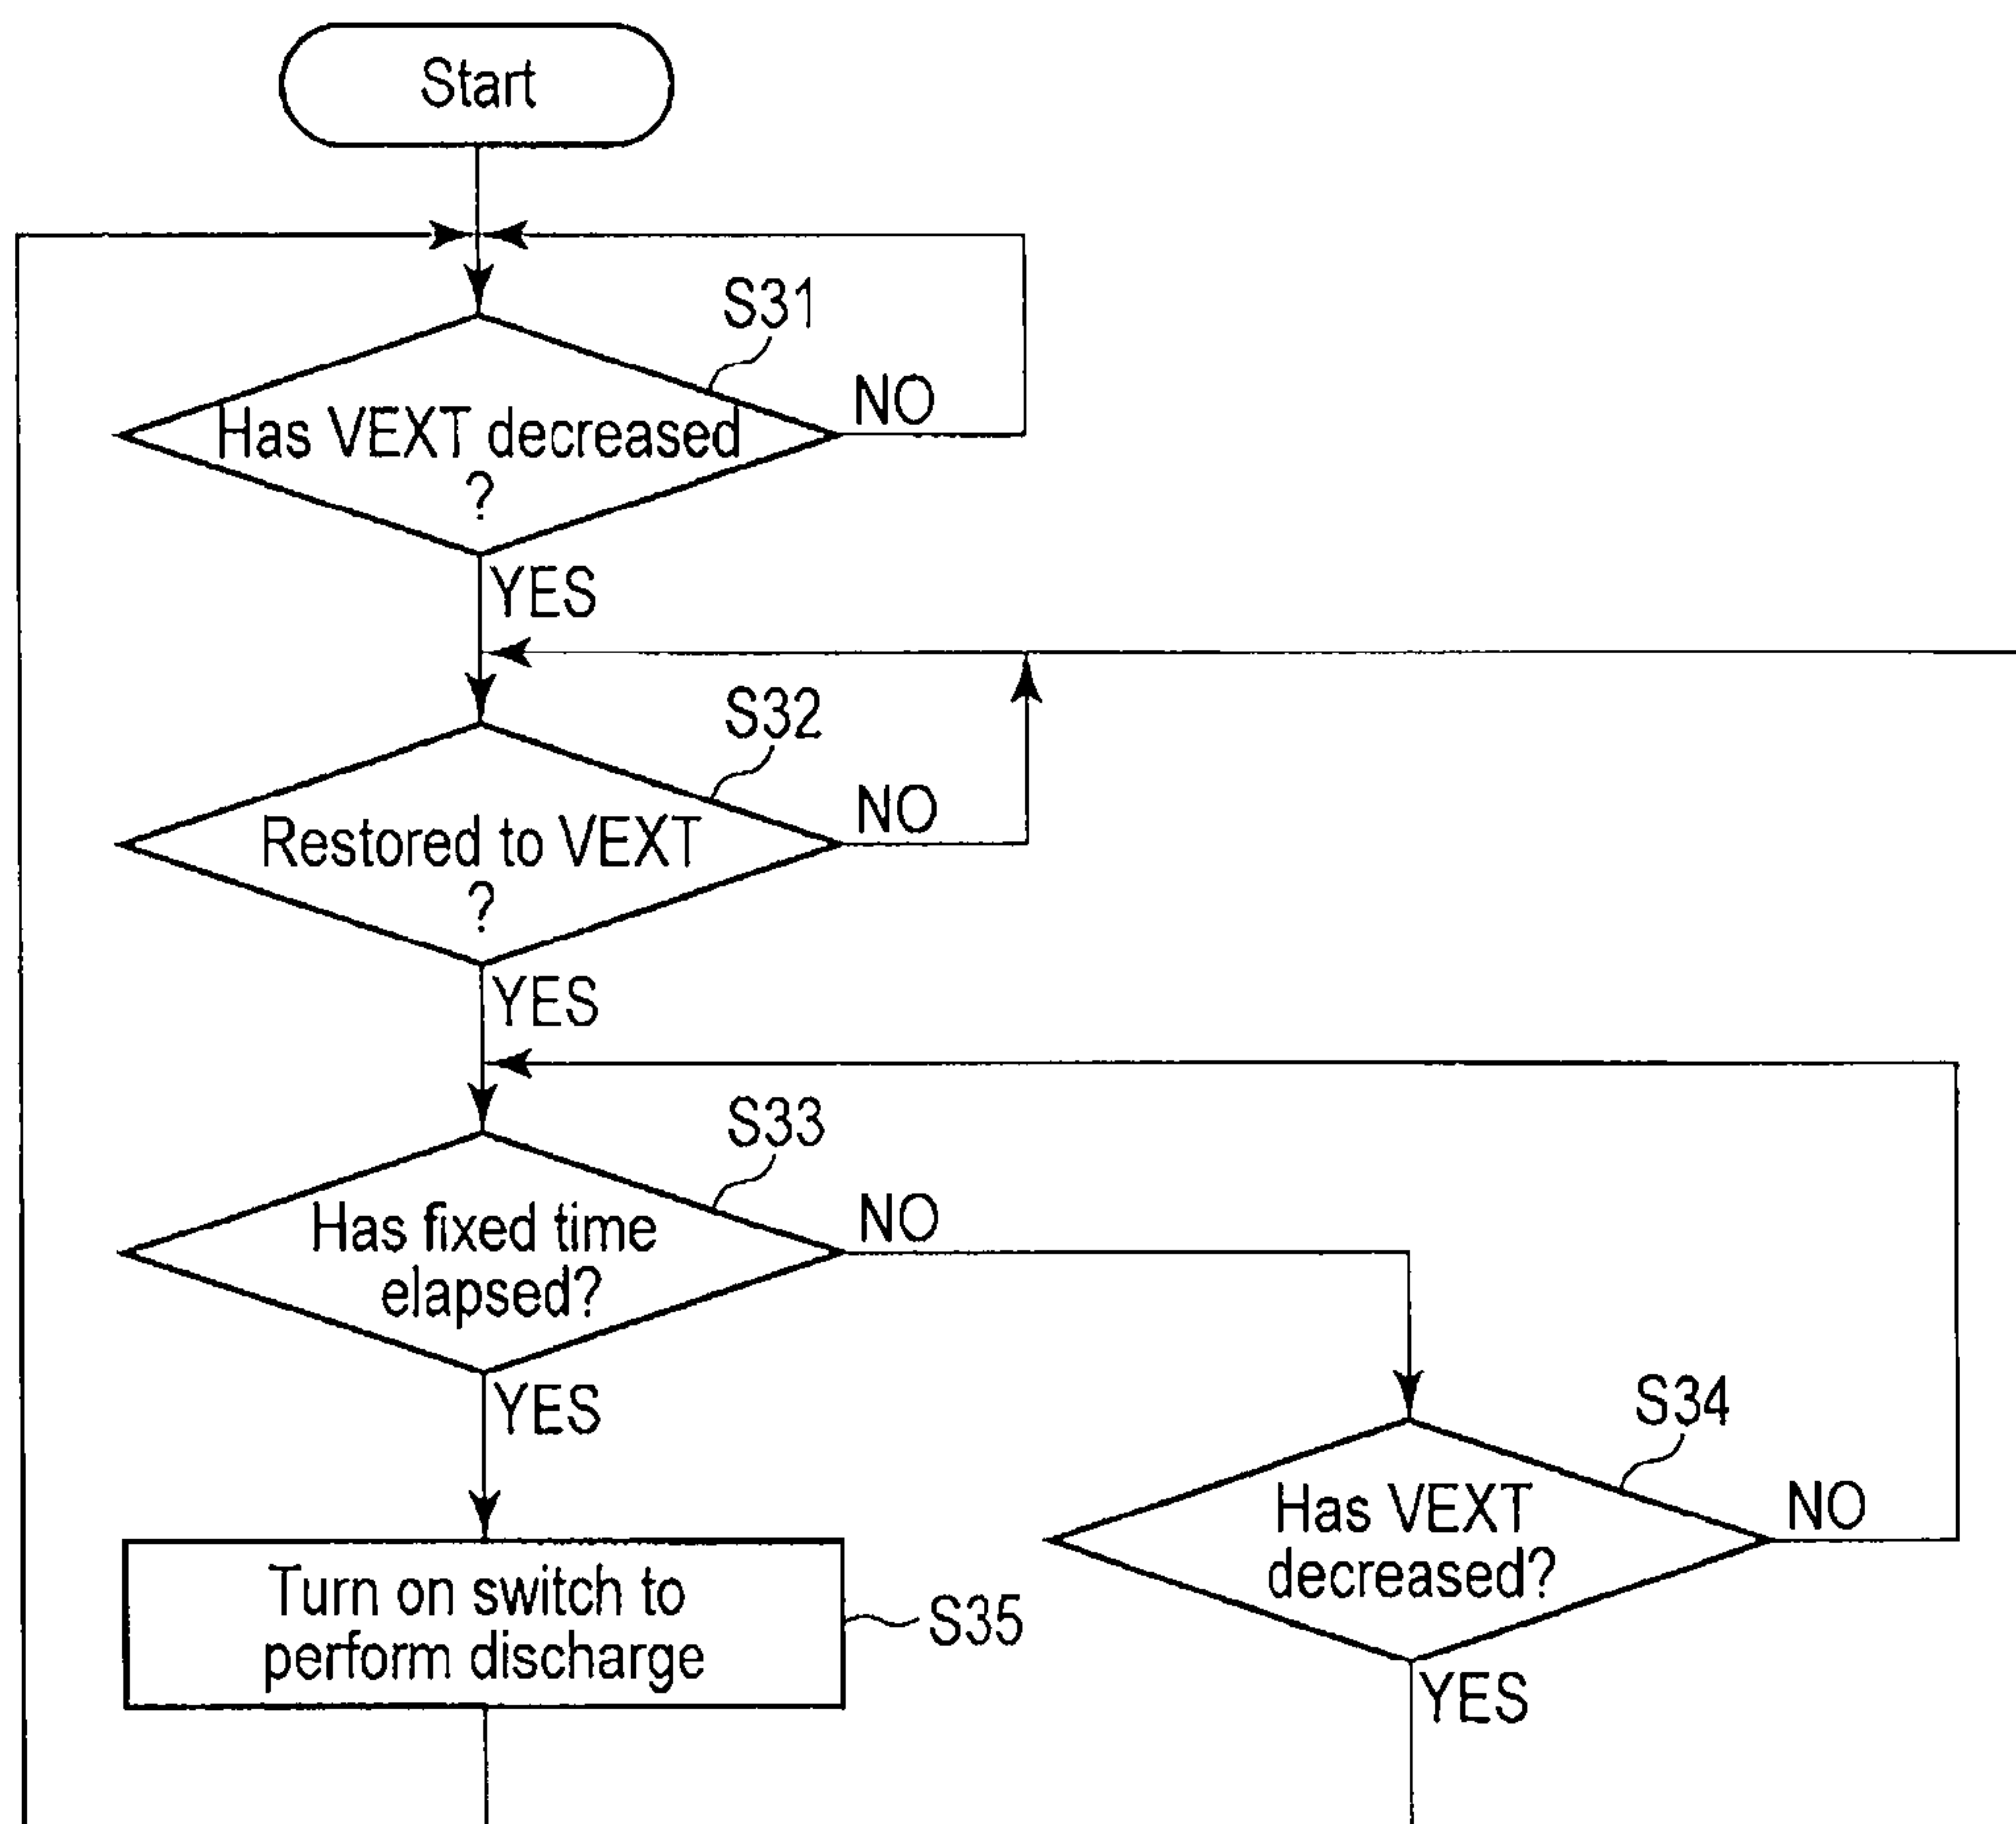 Start
S31
Has VEXT decreased
?
NO
YES
S32
Restored to VEXT
?
NO
YES
S33
Has fixed time
elapsed?
NO
YES
S34
Has VEXT
decreased?
NO
YES
Turn on switch to
perform discharge
S35